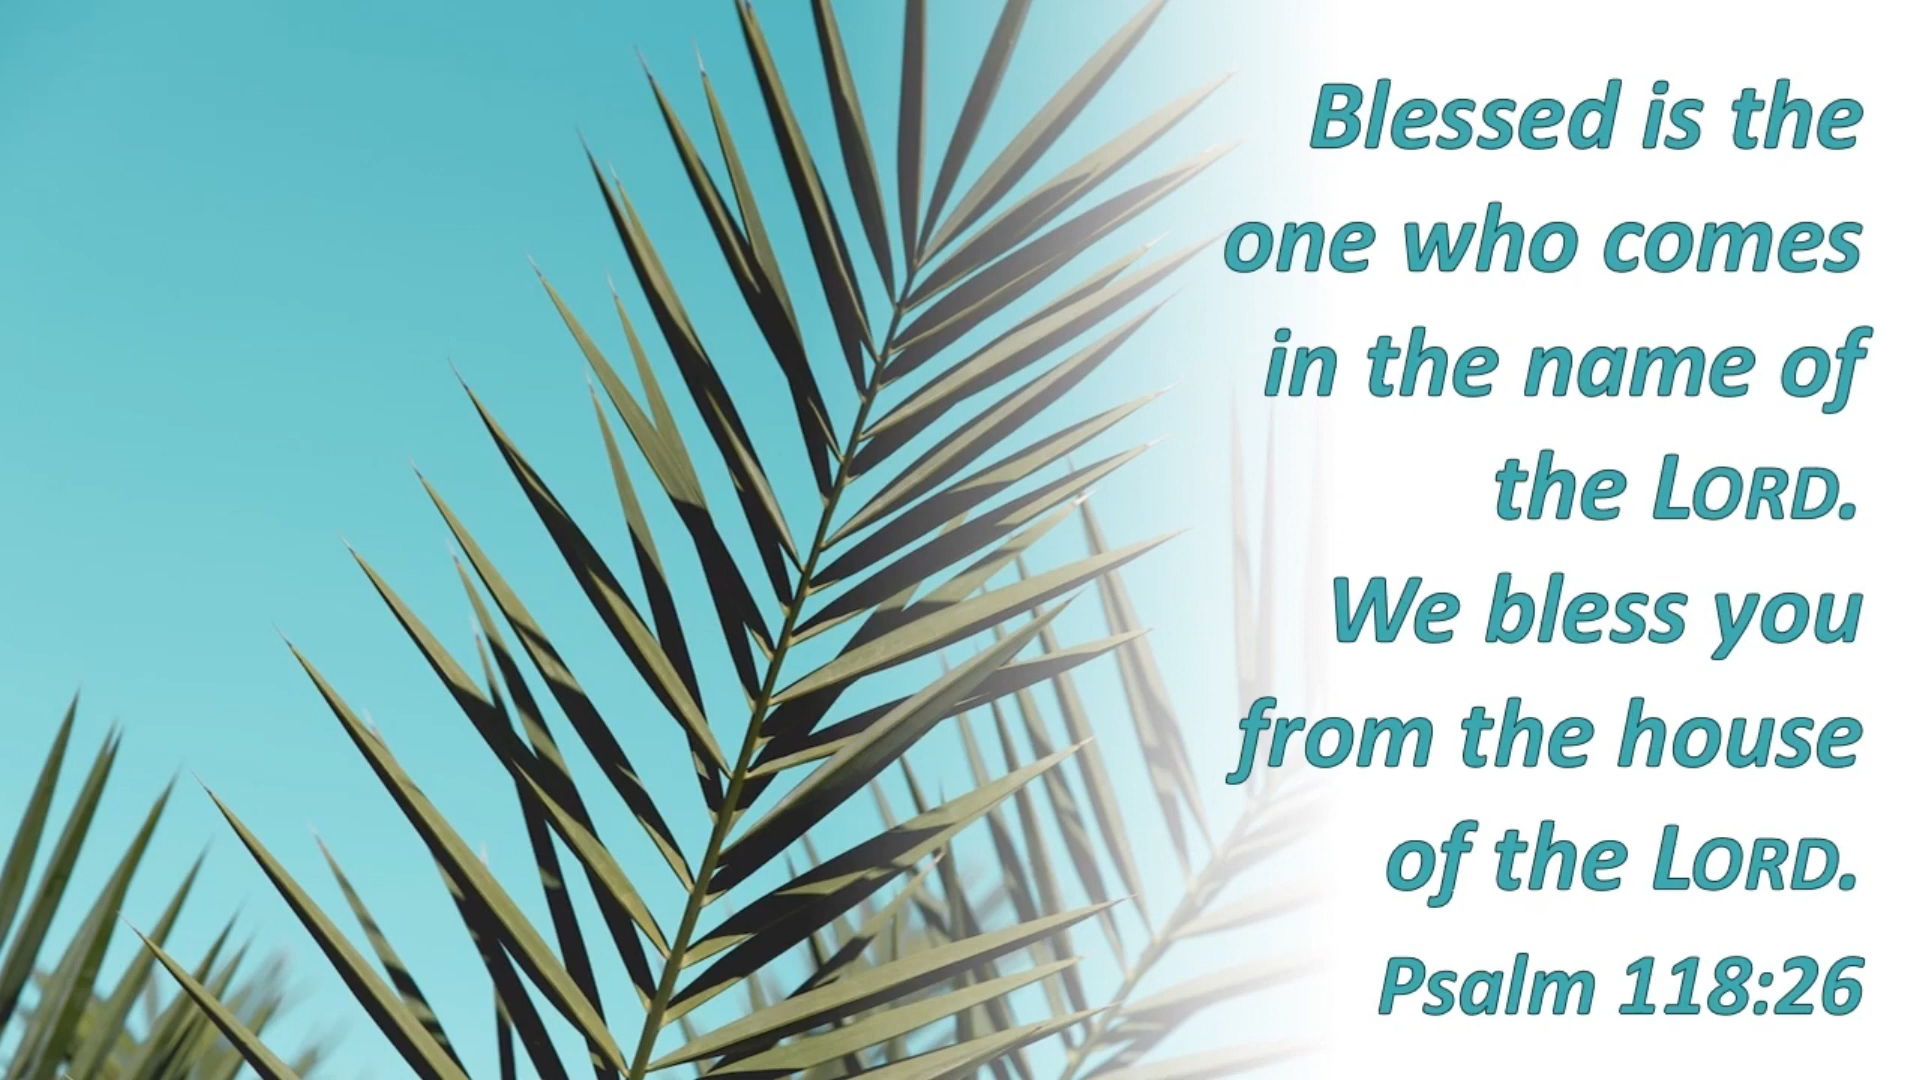 Blessed is the
one who comes
in the name of
the LORD.
We bless you
from the house
of the LORD.
Psalm 118:26